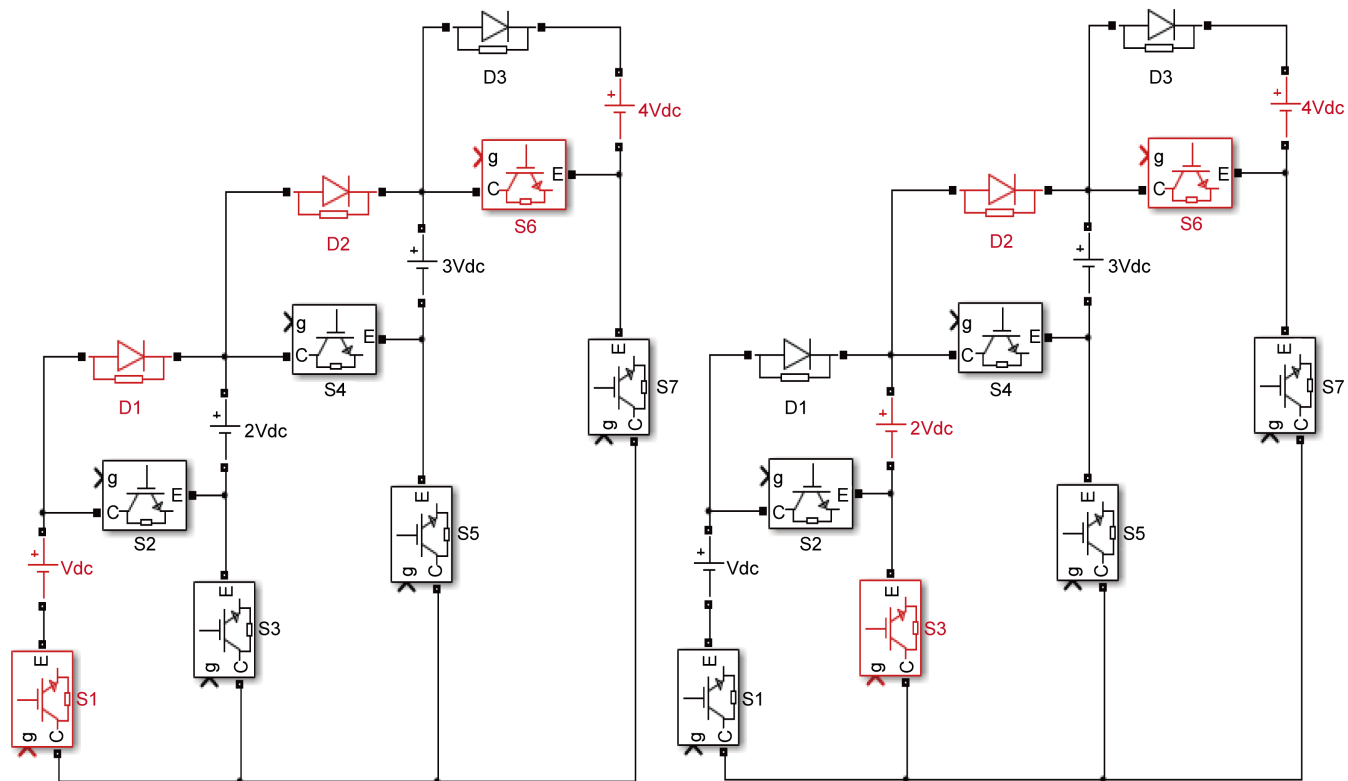 D3
+ 4Vdc
g
C E
S6
D2
+
3Vdc
g
C E
S4
D1
E
g C
S7
+
2Vdc
g
C E
S2
E
g C
S5
+
Vdc
E
g C
S3
E
g C
S1
D3
+ 4Vdc
g
C E
S6
D2
+
3Vdc
g
C E
S4
D1
E
g C
S7
+
2Vdc
g
C E
S2
E
g C
S5
+
Vdc
E
g C
S3
E
g C
S1